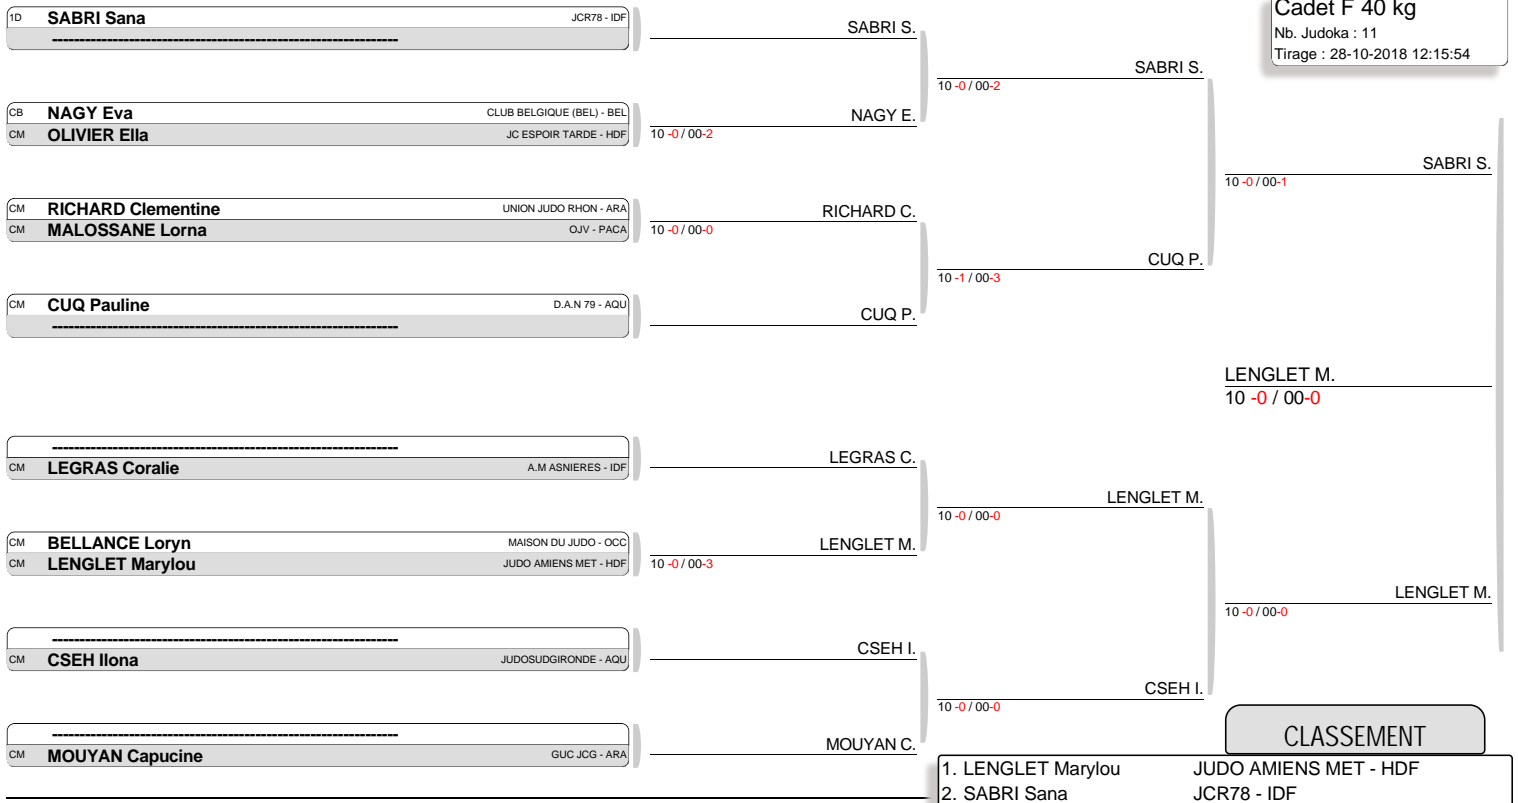 Cadet F 40 kg
Nb. Judoka : 11
Tirage : 28-10-2018 12:15:54
1D SABRI Sana JCR78 - IDF
----------------------------------------------------------------
CB NAGY Eva CLUB BELGIQUE (BEL) - BEL
CM OLIVIER Ella JC ESPOIR TARDE - HDF
CM RICHARD Clementine UNION JUDO RHON - ARA
CM MALOSSANE Lorna OJV - PACA
CM CUQ Pauline D.A.N 79 - AQU
----------------------------------------------------------------
----------------------------------------------------------------
CM LEGRAS Coralie A.M ASNIERES - IDF
CM BELLANCE Loryn MAISON DU JUDO - OCC
CM LENGLET Marylou JUDO AMIENS MET - HDF
----------------------------------------------------------------
CM CSEH Ilona JUDOSUDGIRONDE - AQU
----------------------------------------------------------------
CM MOUYAN Capucine GUC JCG - ARA
SABRI S.
NAGY E.
10 -0 / 00-2
RICHARD C.
10 -0 / 00-0
CUQ P.
LEGRAS C.
LENGLET M.
10 -0 / 00-3
CSEH I.
MOUYAN C.
SABRI S.
10 -0 / 00-2
CUQ P.
10 -1 / 00-3
LENGLET M.
10 -0 / 00-0
CSEH I.
10 -0 / 00-0
SABRI S.
10 -0 / 00-1
LENGLET M.
10 -0 / 00-0
LENGLET M.
10 -0 / 00-0
CLASSEMENT
1. LENGLET Marylou JUDO AMIENS MET - HDF
2. SABRI Sana JCR78 - IDF